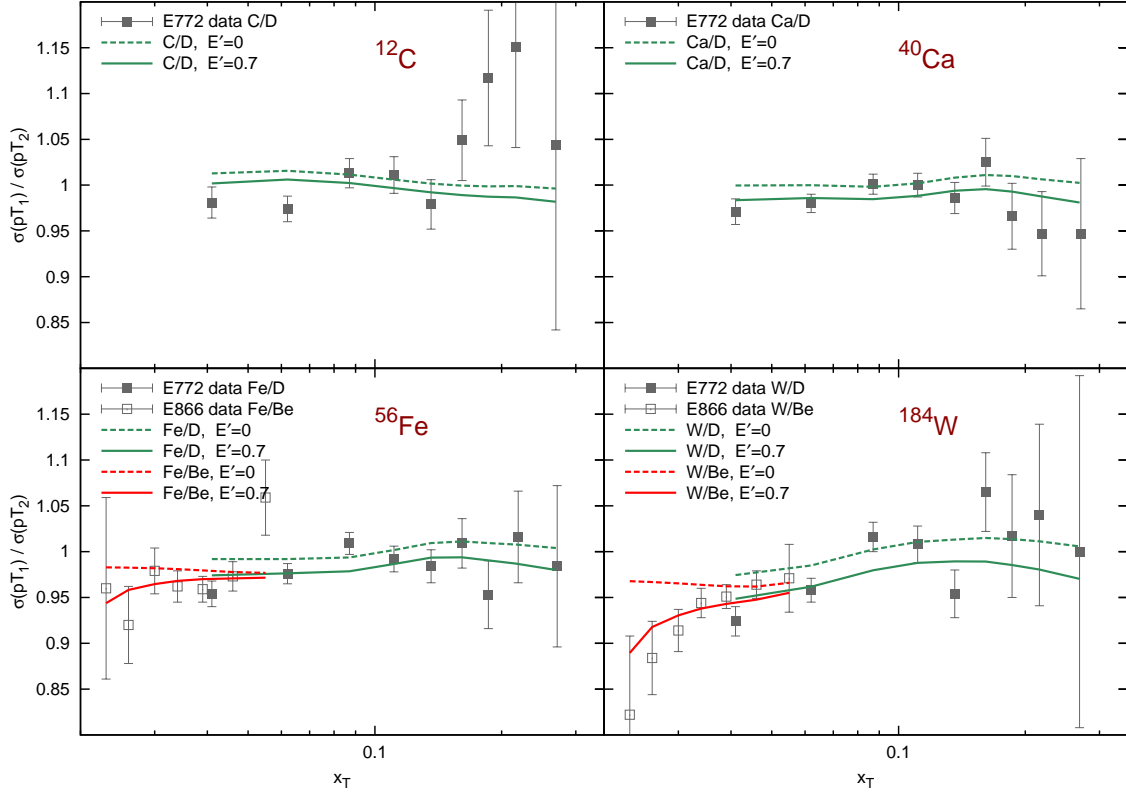 E772 data C/D
C/D, E′=0
C/D, E′=0.7
12C
1.15
1.1
1.05
1
0.95
0.9
0.85
σ(pT1) / σ(pT2)
E772 data Ca/D
Ca/D, E′=0
Ca/D, E′=0.7
40Ca
E772 data Fe/D
E866 data Fe/Be
Fe/D, E′=0
Fe/D, E′=0.7
Fe/Be, E′=0
Fe/Be, E′=0.7
56Fe
1.15
1.1
1.05
1
0.95
0.9
0.85
σ(pT1) / σ(pT2)
0.1
xT
E772 data W/D
E866 data W/Be
W/D, E′=0
W/D, E′=0.7
W/Be, E′=0
W/Be, E′=0.7
184W
0.1
xT